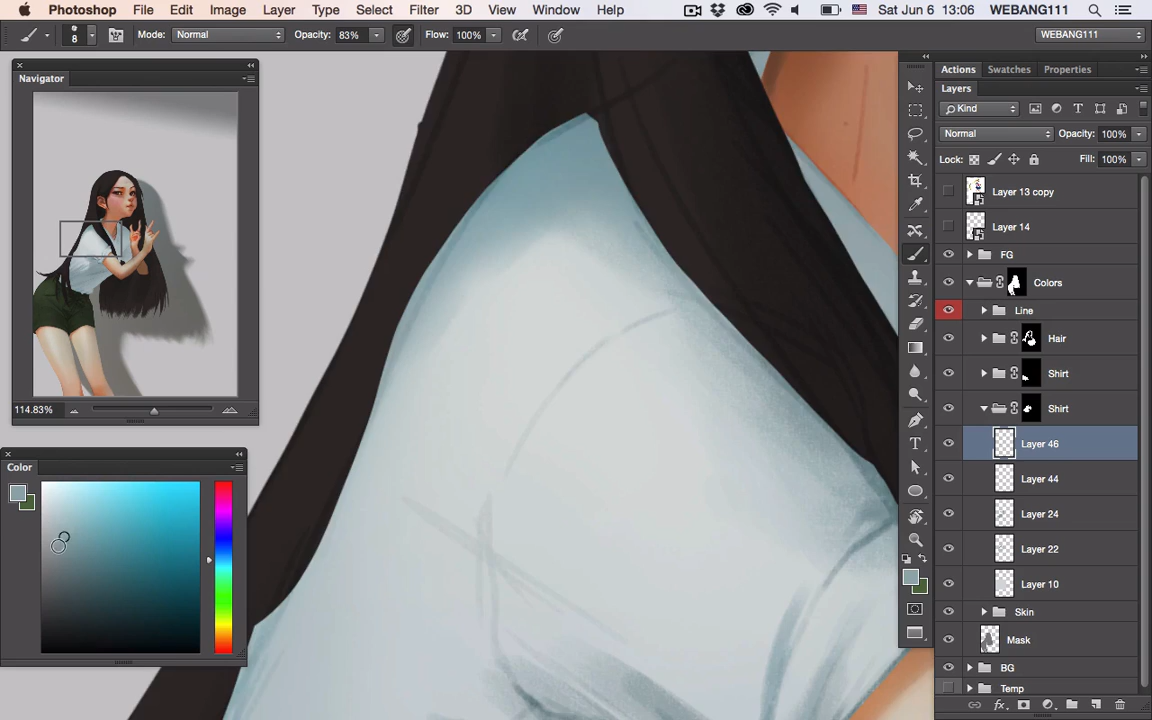 Photoshop File Edit Image Layer Type Select Filter 3D View Window Help Sat Jun 6 13:06 WEBANG111
8 Mode: Normal Opacity: 83% Flow: 100% WEBANG111
Navigator
114.83%
Color
Actions Swatches Properties
Layers
Kind
Normal Opacity: 100%
Lock: Fill: 100%
Layer 13 copy
Layer 14
FG
Colors
Line
Hair
Shirt
Shirt
Layer 46
Layer 44
Layer 24
Layer 22
Layer 10
Skin
Mask
BG
Temp